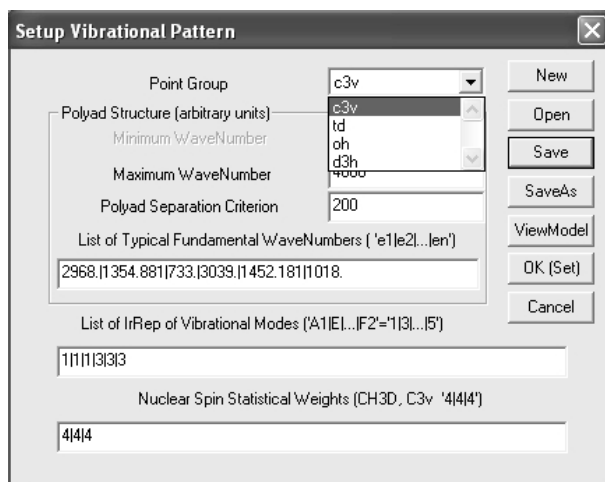 Setup Vibrational Pattern
Point Group
c3v
New
c3v
td
oh
d3h
Polyad Structure (arbitrary units)
Open
Minimum WaveNumber
Save
Maximum WaveNumber
4000
SaveAs
Polyad Separation Criterion
200
ViewModel
List of Typical Fundamental WaveNumbers ( 'e1|e2|...|en')
2968.|1354.881|733.|3039.|1452.181|1018.
OK (Set)
Cancel
List of IrRep of Vibrational Modes ('A1|E|...|F2'='1|3|...|5')
1|1|1|3|3|3
Nuclear Spin Statistical Weights (CH3D, C3v '4|4|4')
4|4|4